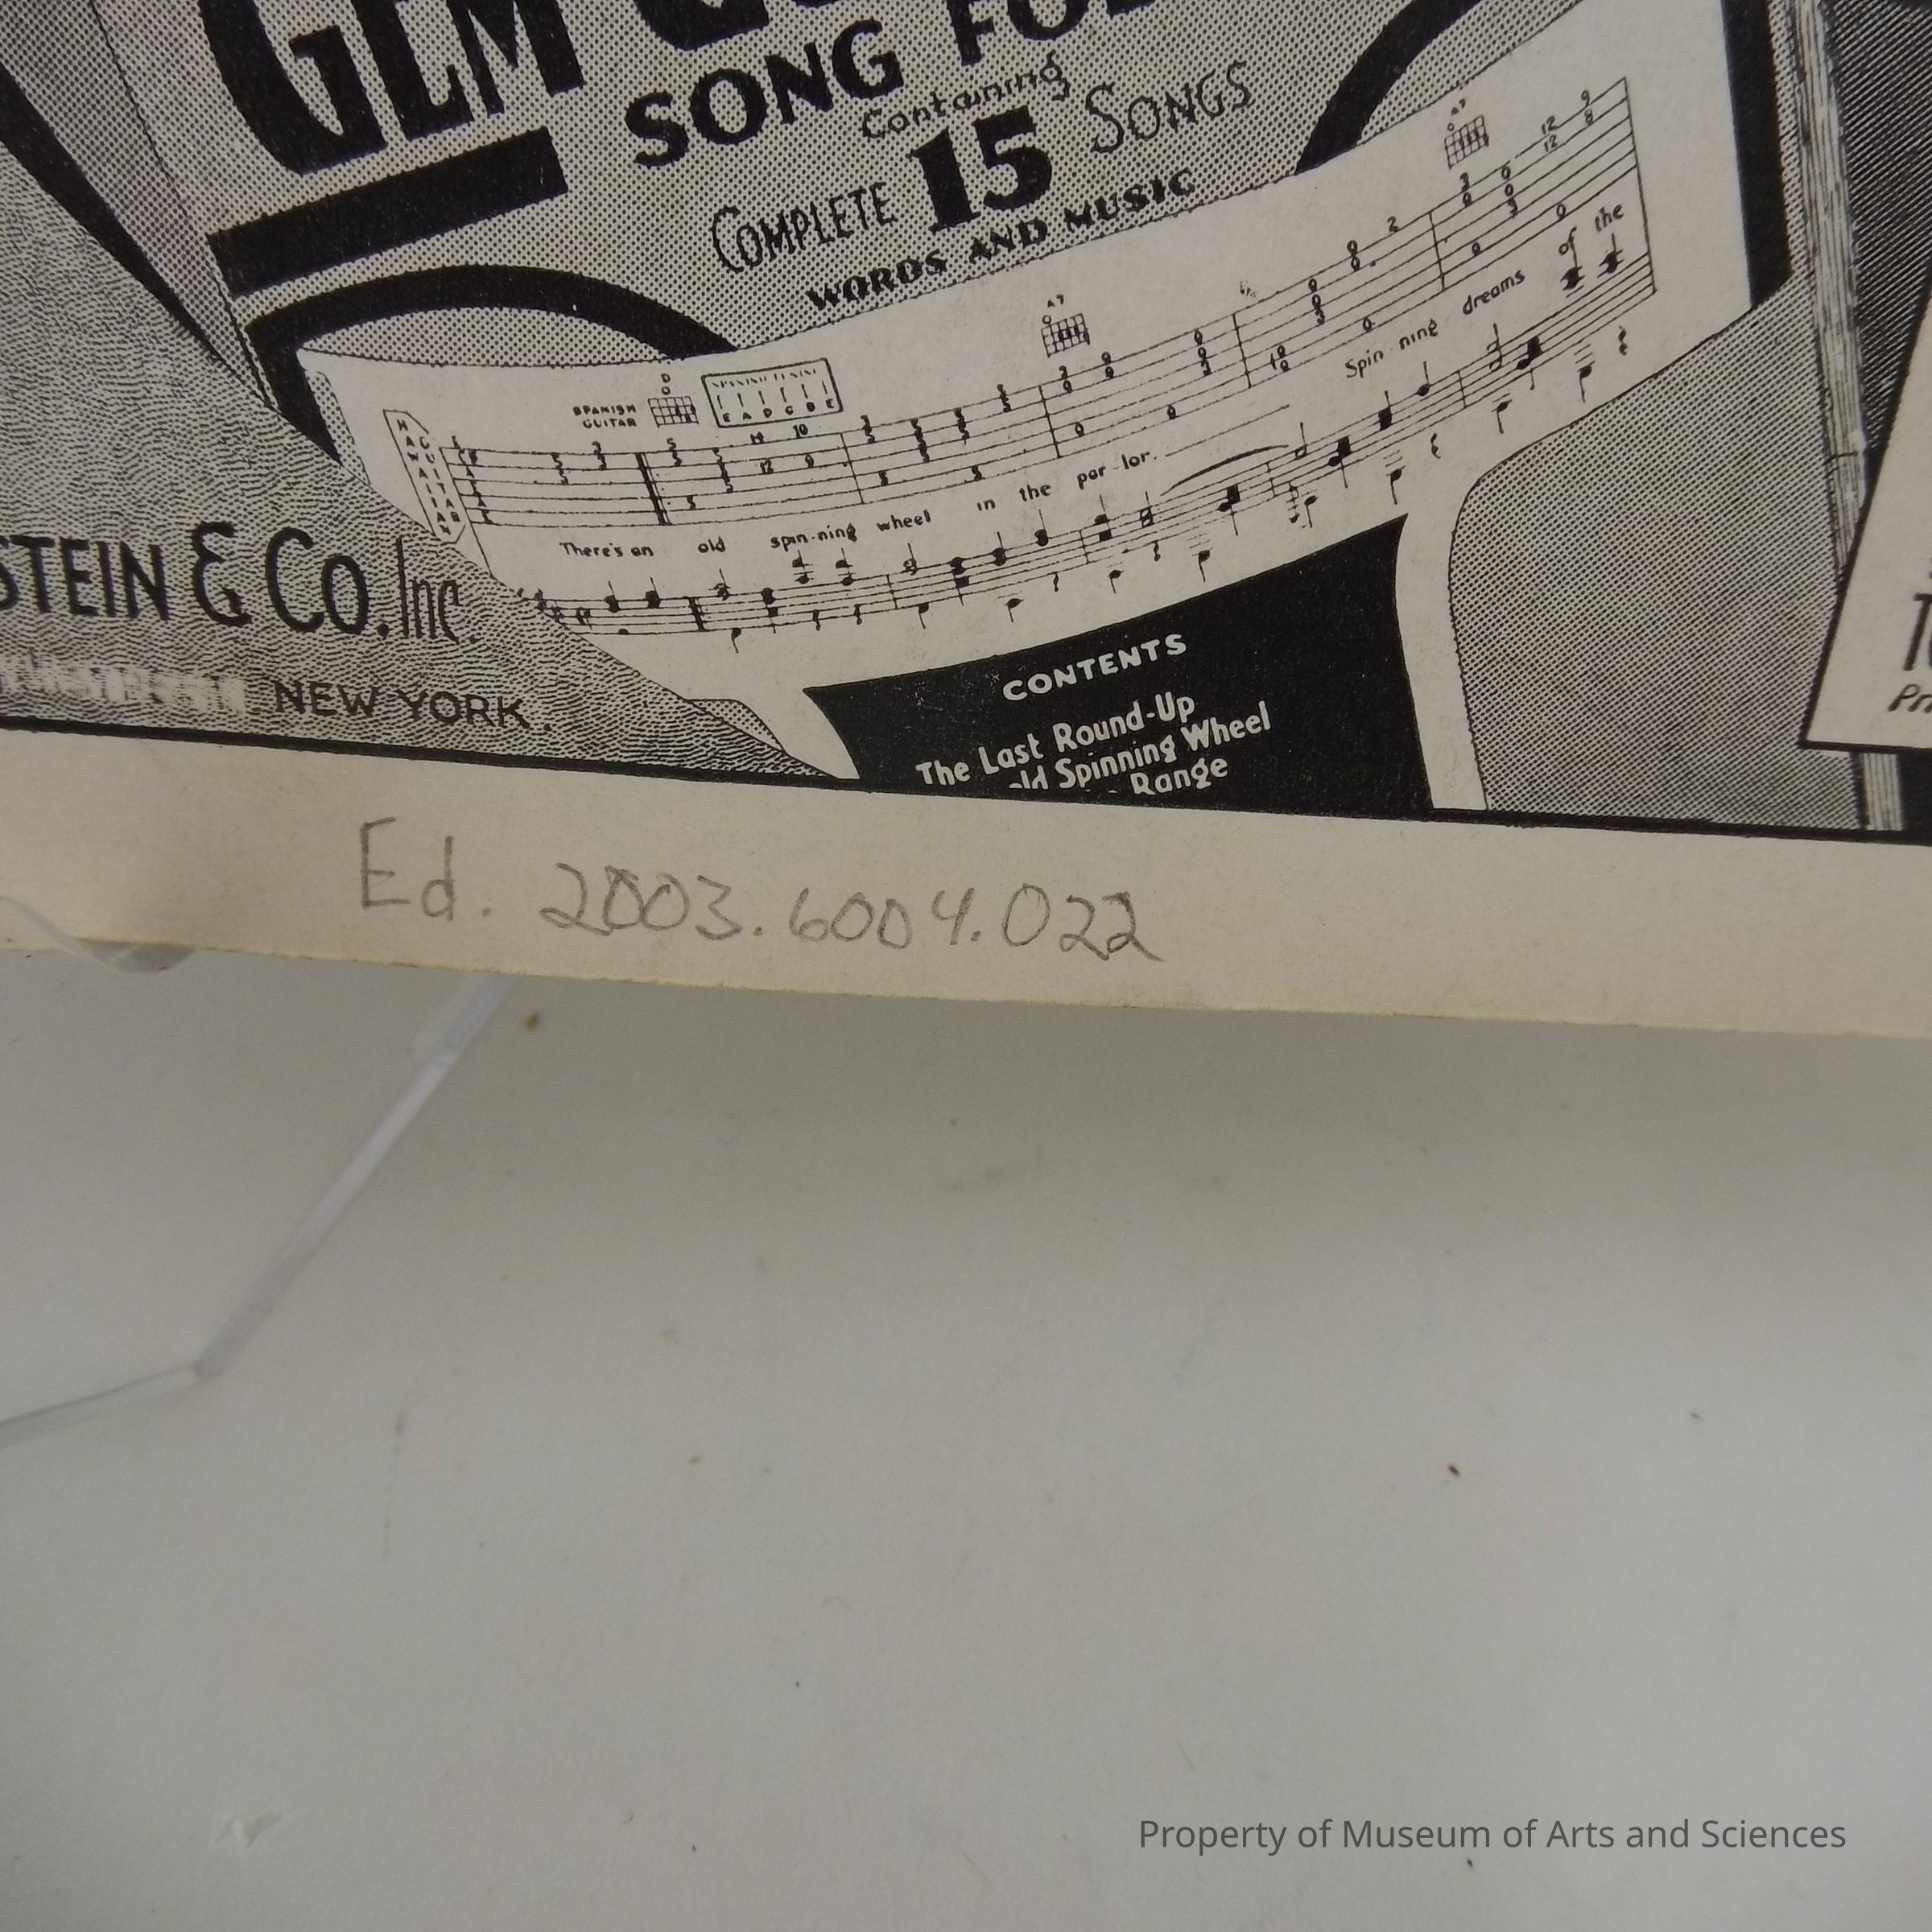 GEM
SONG
Containing
COMPLETE 15 SONGS
WORDS AND MUSIC
SPANISH
GUITAR
D
A7
A7
E A D G B E
HAWAIIAN
GUITAR
There's an old spin-ning wheel in the par-lor. Spin ning dreams of the
STEIN & Co. Inc.
NEW YORK.
CONTENTS
The Last Round-Up
old Spinning Wheel
Range
Ed. 2003.6004.022
Property of Museum of Arts and Sciences